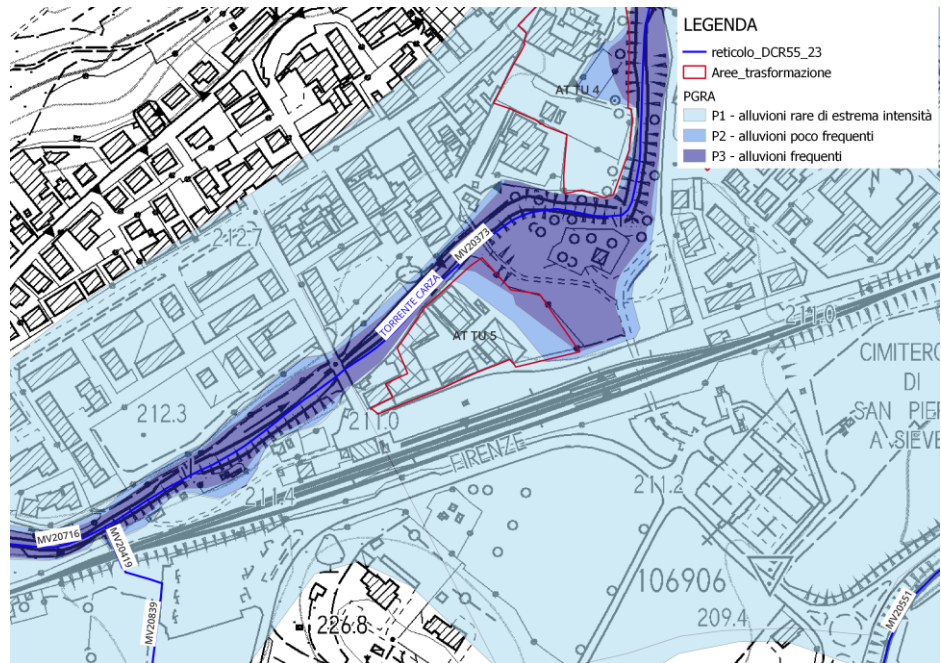 LEGENDA
reticolo_DCR55_23
Aree_trasformazione
PGRA
P1 - alluvioni rare di estrema intensità
P2 - alluvioni poco frequenti
P3 - alluvioni frequenti
AT TU 4
212.7
MV20373
TORRENTE CARZA
AT TU 5
211.0
CIMITERO
DI
SAN PIER
A SIEVE
212.3
211.0
FIRENZE
211.4
211.2
MV20716
MV20419
MV20839
106906
226.8
209.4
MV20551